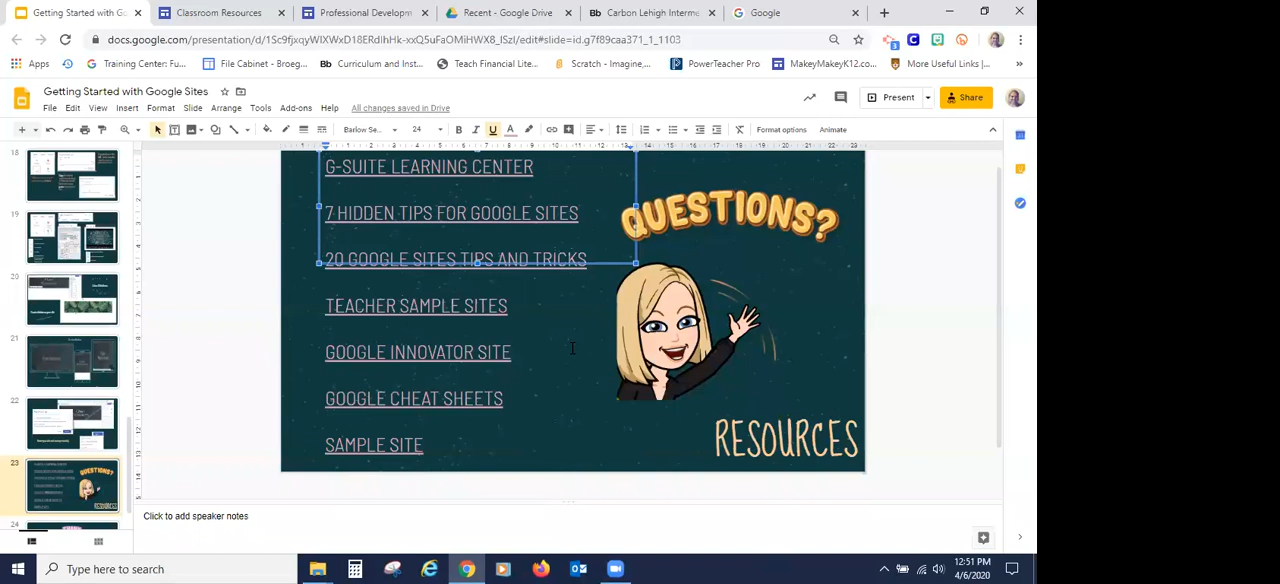 Getting Started with Google Sites
Classroom Resources
Professional Developm
Recent - Google Drive
Bb Carbon Lehigh Interme
Google
docs.google.com/presentation/d/1Sc9fjxqyWIXWxD18ERdIhHk-xxQ5uFaOMiHWX8_ISzI/edit#slide=id.g7f89caa371_1_1103
Apps
Training Center: Fu...
File Cabinet - Broeg...
Bb Curriculum and Inst...
Teach Financial Lite...
Scratch - Imagine,...
PowerTeacher Pro
MakeyMakeyK12.co...
More Useful Links |...
Getting Started with Google Sites
File Edit View Insert Format Slide Arrange Tools Add-ons Help All changes saved in Drive
Present
Share
Barlow Se... 24
Format options
Animate
G-SUITE LEARNING CENTER
7 HIDDEN TIPS FOR GOOGLE SITES
20 GOOGLE SITES TIPS AND TRICKS
TEACHER SAMPLE SITES
GOOGLE INNOVATOR SITE
GOOGLE CHEAT SHEETS
SAMPLE SITE
QUESTIONS?
RESOURCES
18
19
20
21
22
23
24
Click to add speaker notes
Type here to search
12:51 PM
4/6/2020